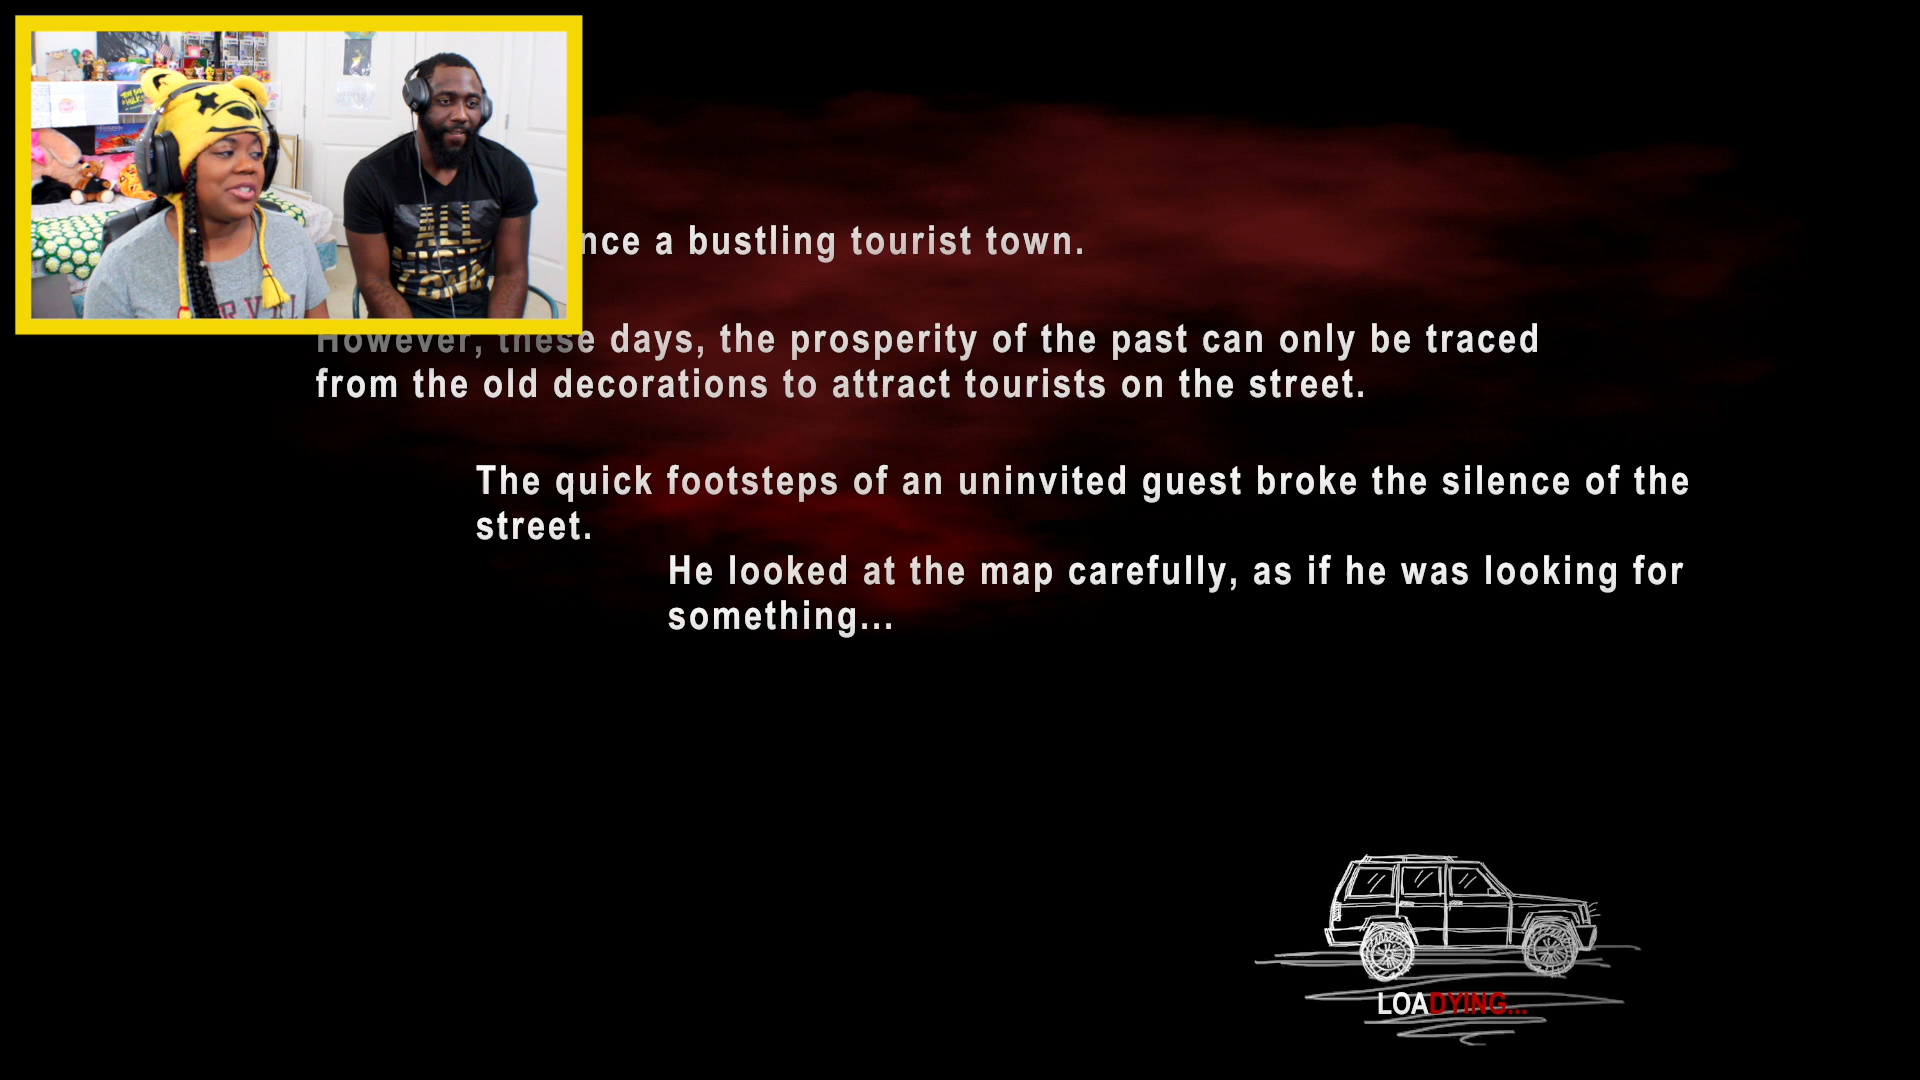 a bustling tourist town.
However, these days, the prosperity of the past can only be traced
from the old decorations to attract tourists on the street.
The quick footsteps of an uninvited guest broke the silence of the
street.
He looked at the map carefully, as if he was looking for
something...
LOADYING...
ALL